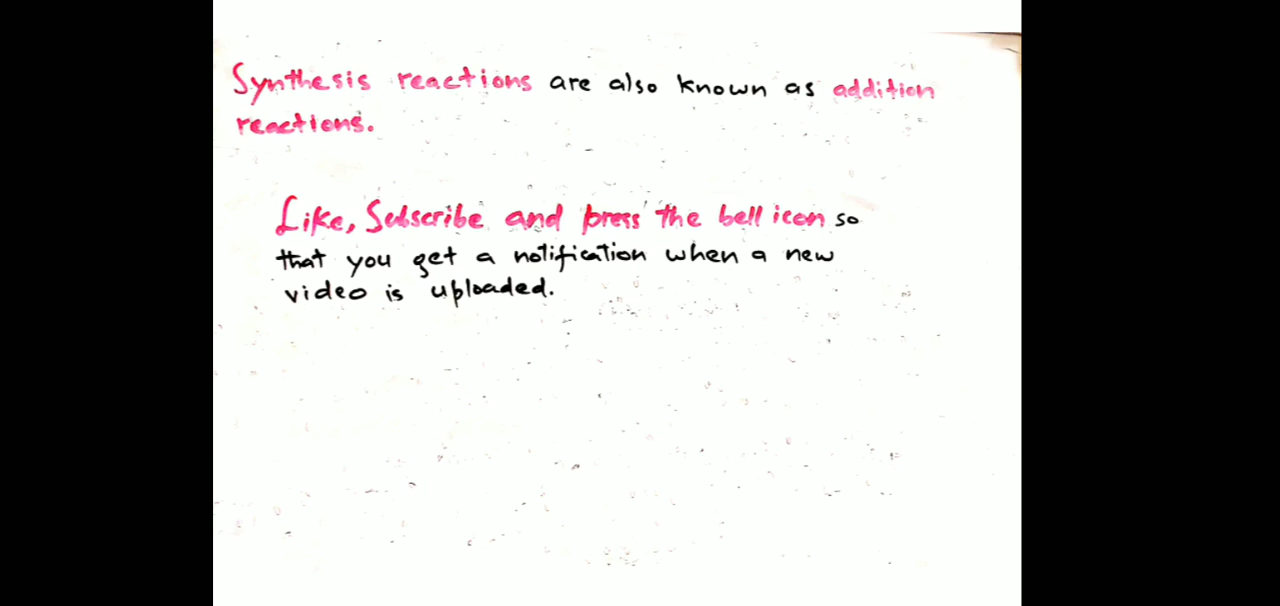 Synthesis reactions are also known as addition
reactions.
Like, Subscribe and press the bell icon so
that you get a notification when a new
video is uploaded.